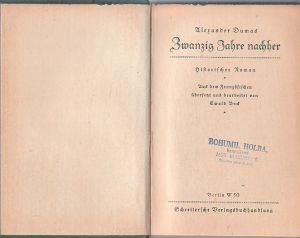 Alexander Dumas
Zwanzig Jahre nachher
Historischer Roman
Aus dem Französischen
übersetzt und bearbeitet von
Ewald Beck
BOHUMIL HOLBA,
Berlin W 50
Schreitersche Verlagsbuchhandlung